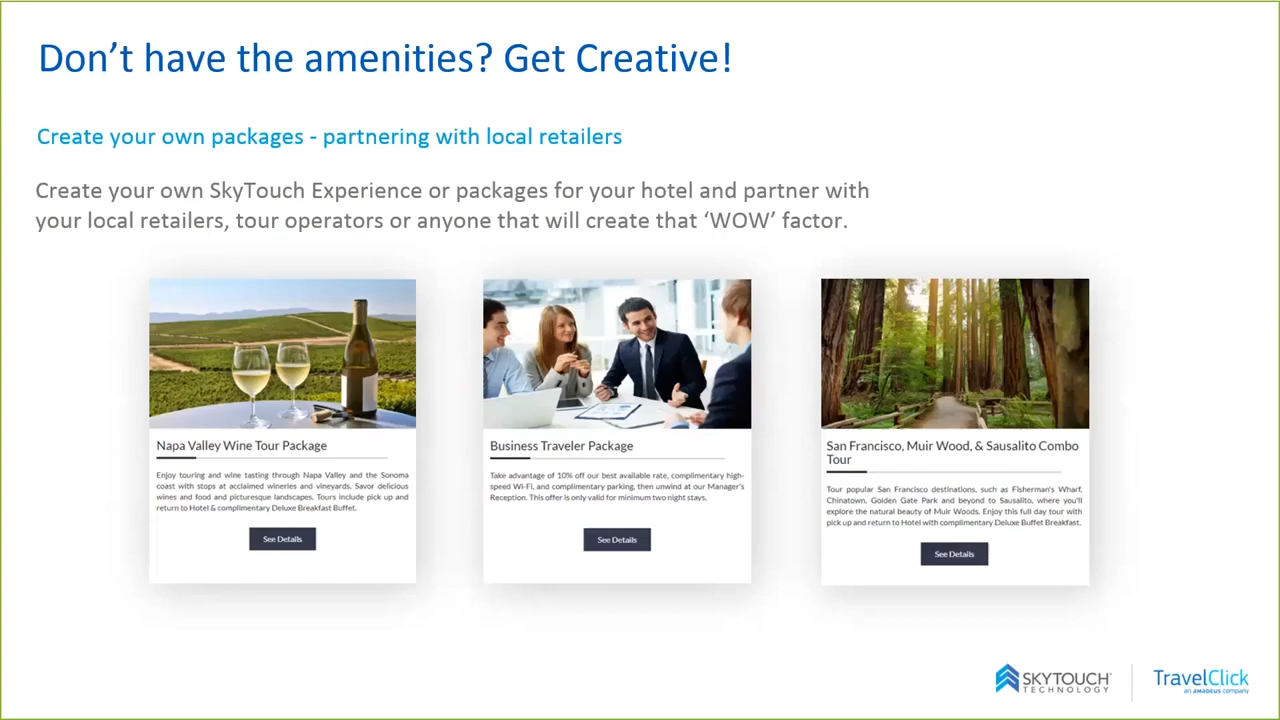 Don’t have the amenities? Get Creative!
Create your own packages - partnering with local retailers
Create your own SkyTouch Experience or packages for your hotel and partner with
your local retailers, tour operators or anyone that will create that ‘WOW’ factor.
Napa Valley Wine Tour Package
Enjoy touring and wine tasting through Napa Valley and the Sonoma
coast with stops at acclaimed wineries and vineyards. Savor delicious
wines and food and picturesque landscapes. Tours include pick up and
return to Hotel & complimentary Deluxe Breakfast Buffet.
See Details
Business Traveler Package
Take advantage of 10% off our best available rate, complimentary high-
speed Wi-Fi, and complimentary parking, then unwind at our Manager's
Reception. This offer is only valid for minimum two night stays.
See Details
San Francisco, Muir Wood, & Sausalito Combo
Tour
Tour popular San Francisco destinations, such as Fisherman's Wharf,
Chinatown, Golden Gate Park and beyond to Sausalito, where you'll
explore the natural beauty of Muir Woods. Enjoy this full day tour with
pick up and return to Hotel with complimentary Deluxe Buffet Breakfast.
See Details
SKYTOUCH
TECHNOLOGY
TravelClick
an amadeus company